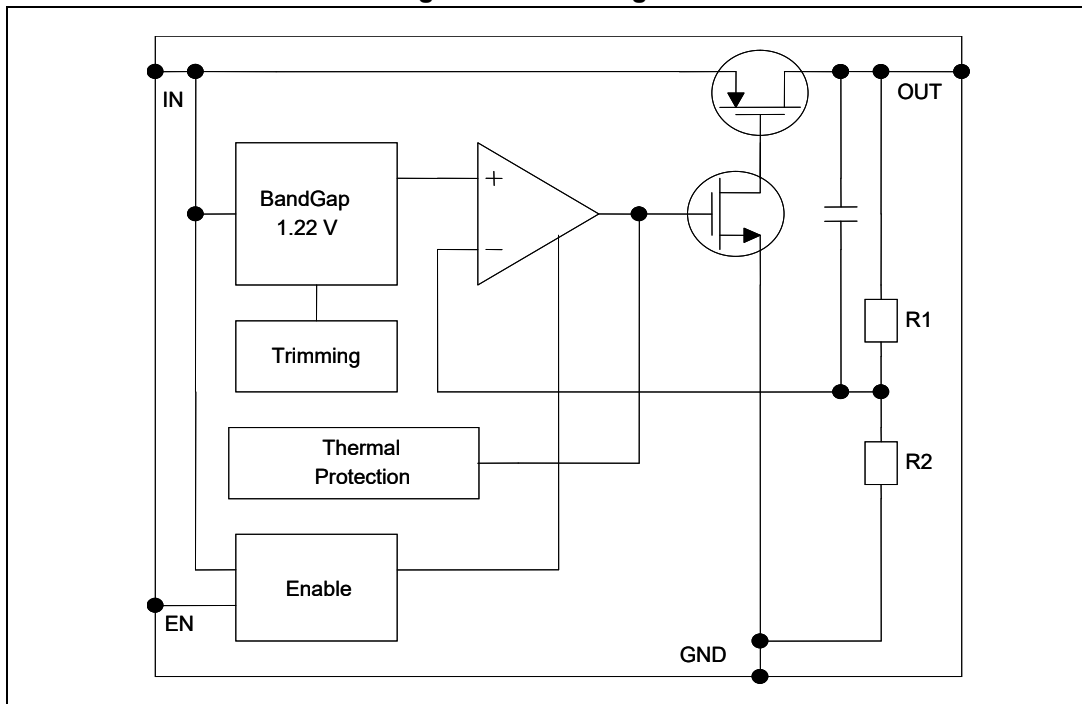 IN
OUT
BandGap
1.22 V
+
−
Trimming
R1
Thermal
Protection
R2
Enable
EN
GND